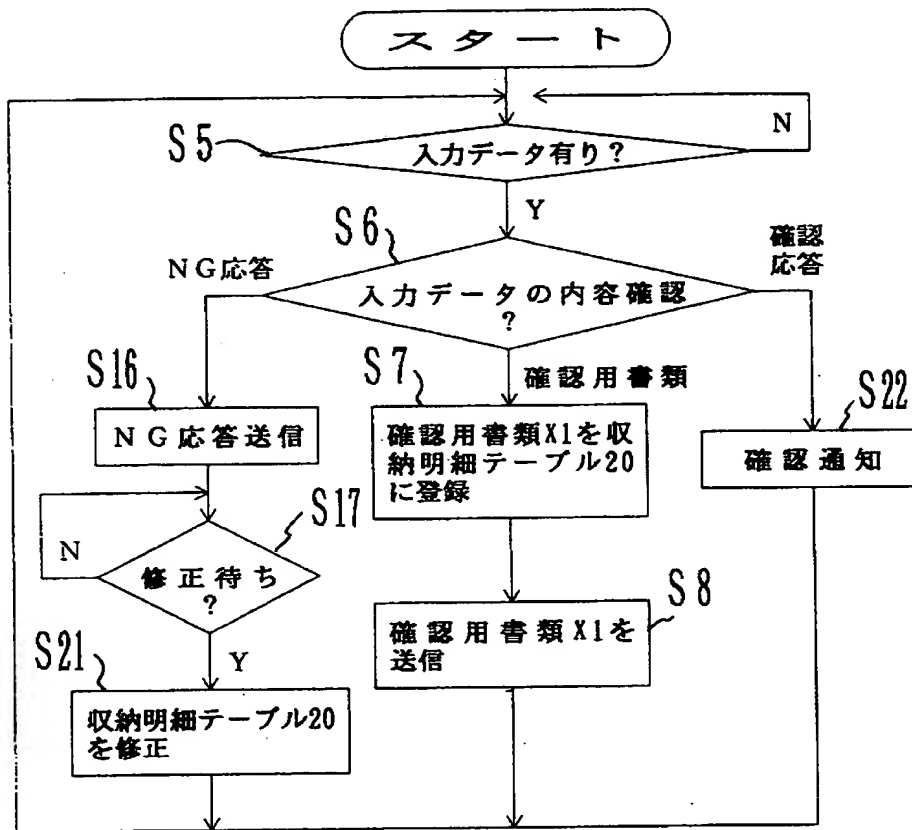 スタート
S5
入力データ有り?
N
Y
S6
NG応答
確認
応答
入力データの内容確認
?
S16
NG応答送信
S7
確認用書類
確認用書類X1を収
納明細テーブル20
に登録
S22
確認通知
S17
N
修正待ち
?
S8
確認用書類X1を
送信
S21
Y
収納明細テーブル20
を修正